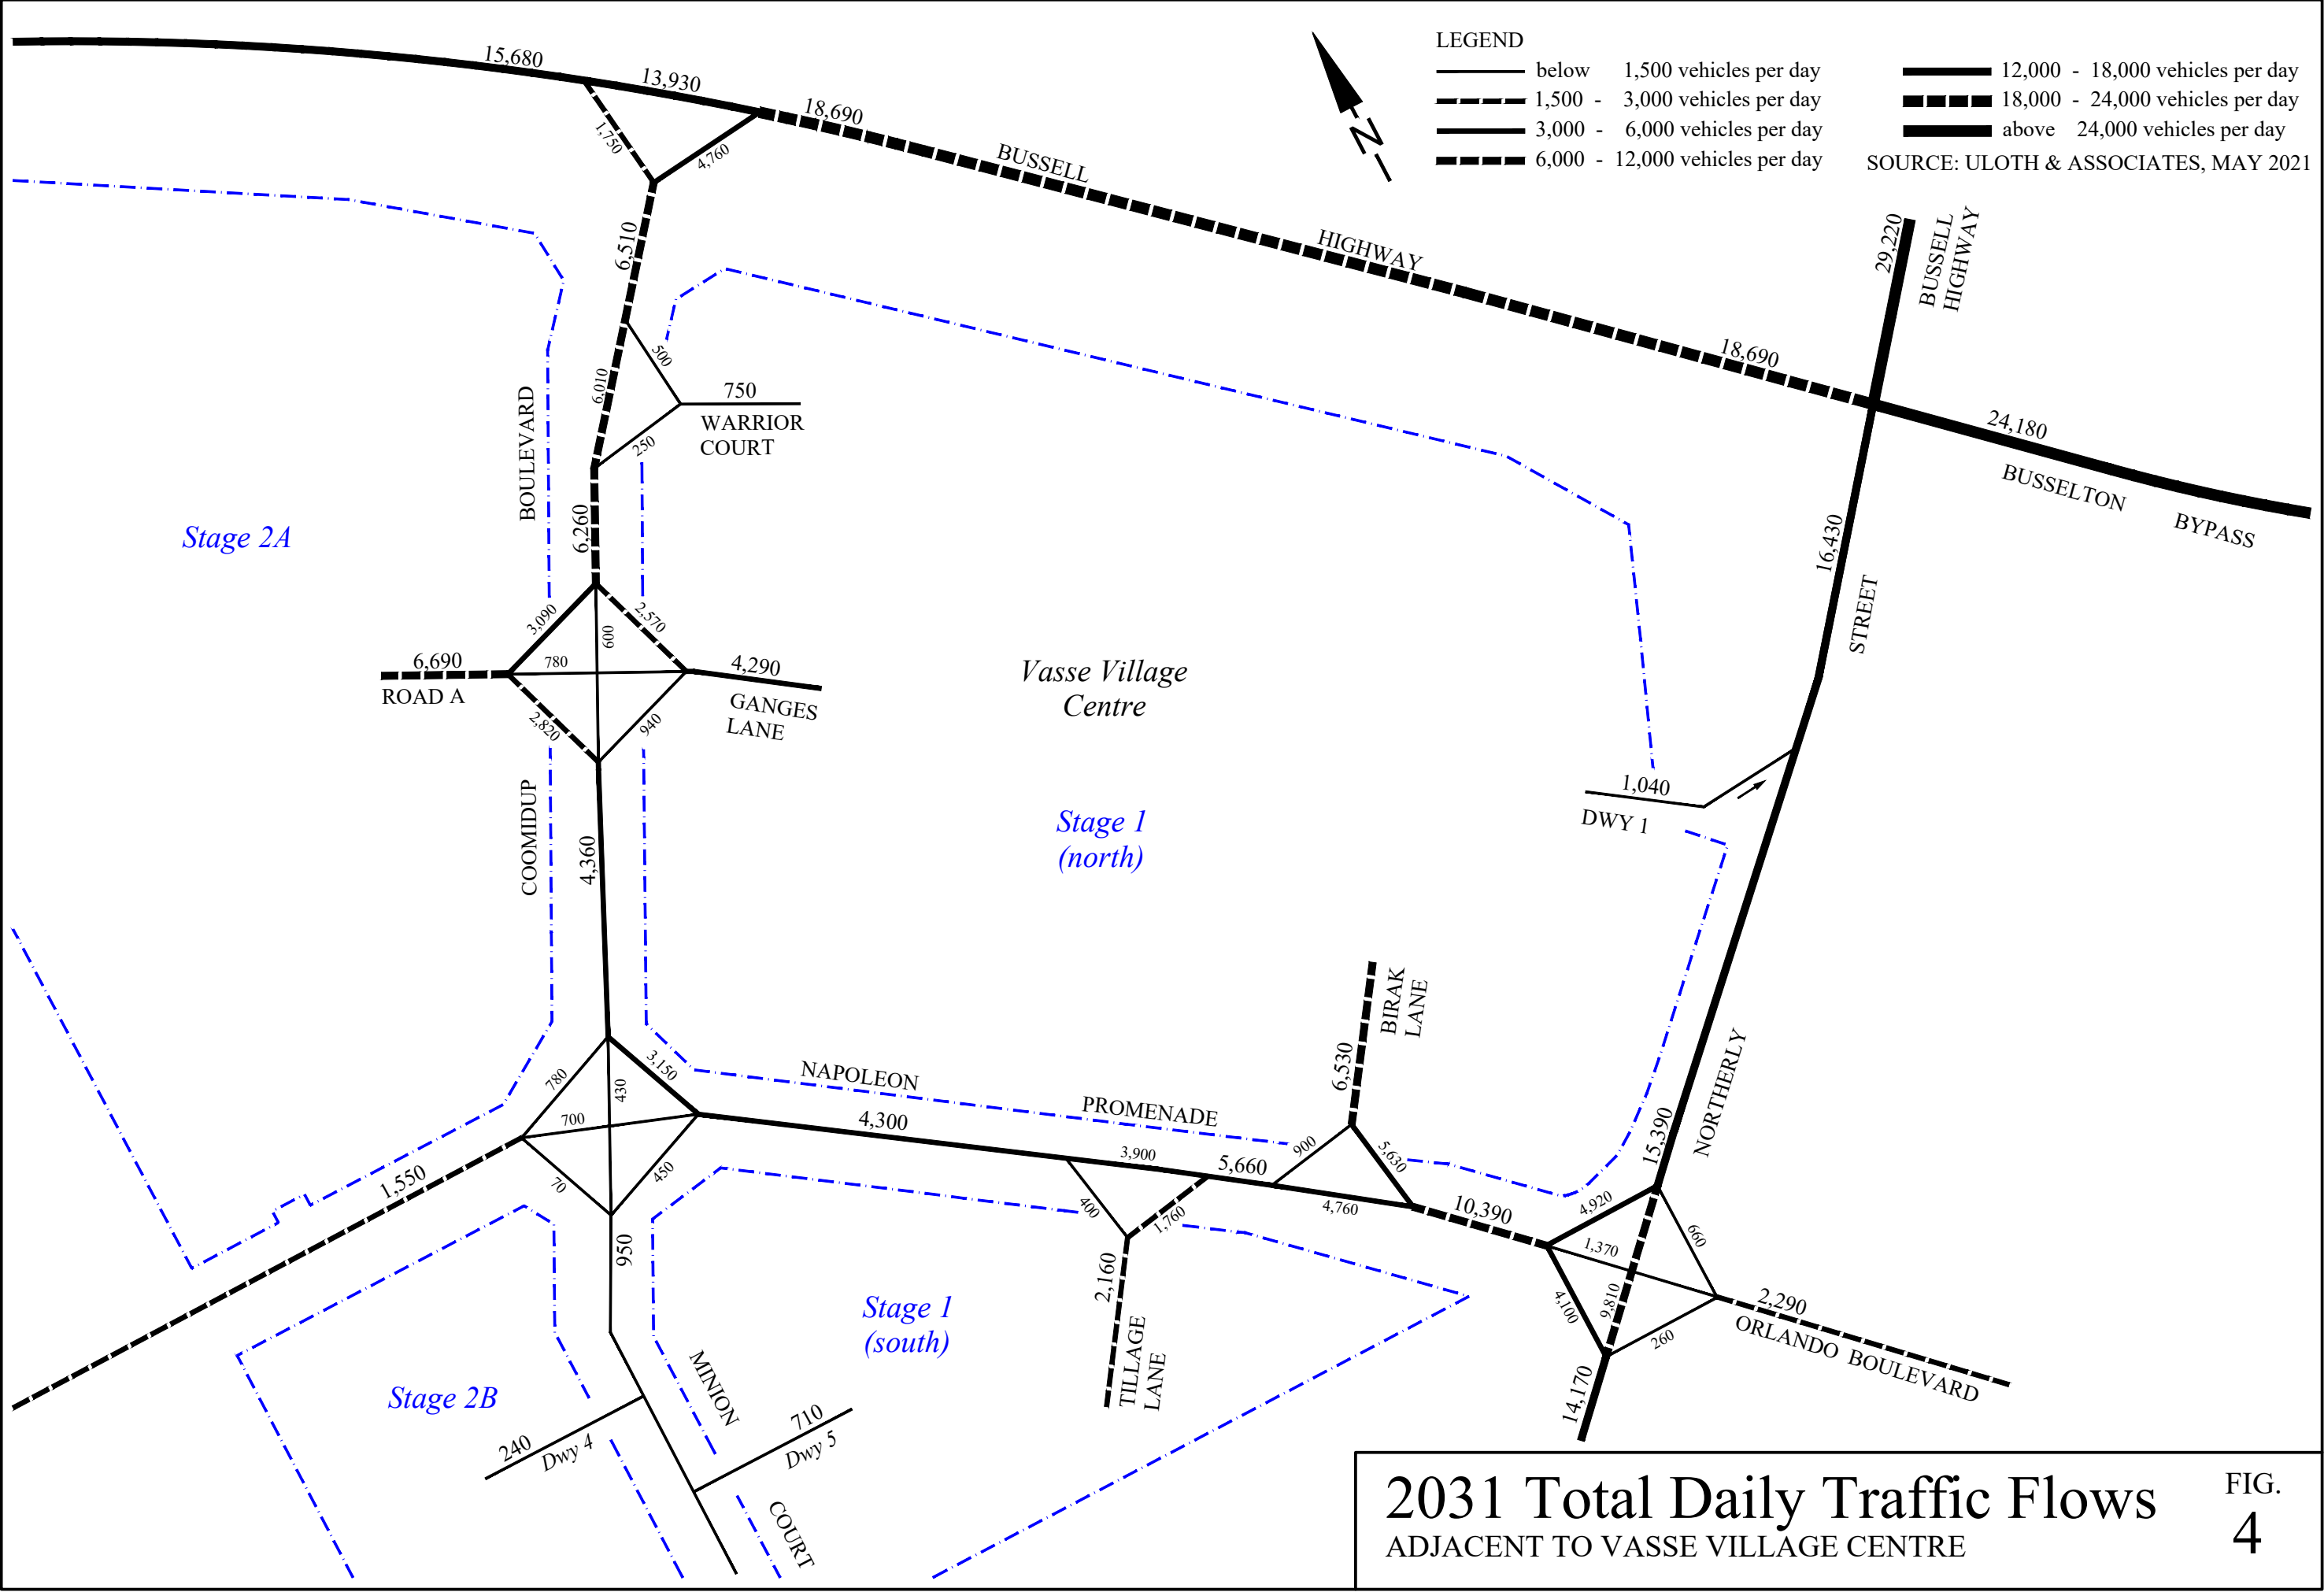 LEGEND
below 1,500 vehicles per day
1,500 - 3,000 vehicles per day
3,000 - 6,000 vehicles per day
6,000 - 12,000 vehicles per day
12,000 - 18,000 vehicles per day
18,000 - 24,000 vehicles per day
above 24,000 vehicles per day
SOURCE: ULOTH & ASSOCIATES, MAY 2021
N
15,680
13,930
18,690
1,750
4,760
BUSSELL
HIGHWAY
18,690
29,220
BUSSELL
HIGHWAY
24,180
BUSSELTON
BYPASS
6,510
500
6,010
750
WARRIOR
COURT
250
BOULEVARD
6,260
Stage 2A
16,430
STREET
3,090
2,570
600
780
6,690
ROAD A
4,290
GANGES
LANE
2,820
940
Vasse Village
Centre
COOMIDUP
4,360
Stage 1
(north)
1,040
DWY 1
BIRAK
LANE
6,530
NORTHERLY
15,390
780
3,150
430
700
70
450
NAPOLEON
PROMENADE
4,300
3,900
5,660
900
5,630
4,760
10,390
400
1,760
2,160
TILLAGE
LANE
4,920
660
1,370
9,810
4,100
260
2,290
ORLANDO BOULEVARD
14,170
1,550
950
Stage 1
(south)
Stage 2B
MINION
COURT
240
Dwy 4
710
Dwy 5
2031 Total Daily Traffic Flows
ADJACENT TO VASSE VILLAGE CENTRE
FIG.
4